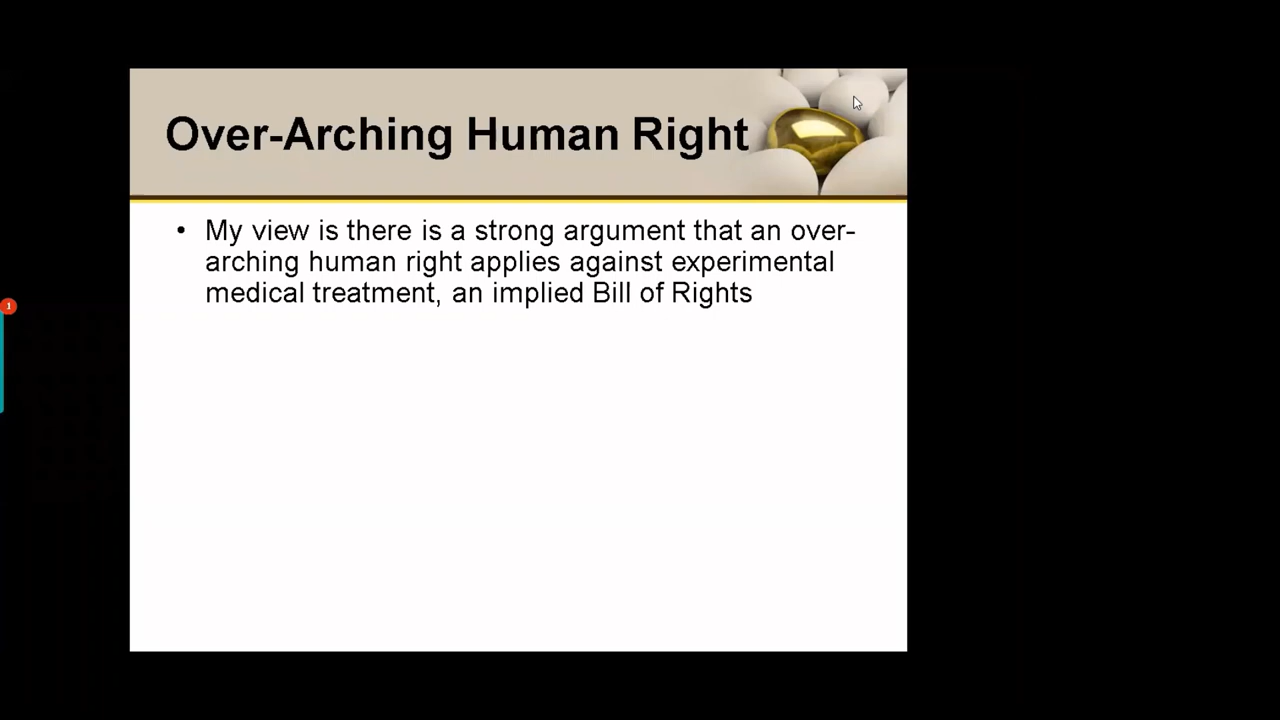 Over-Arching Human Right
• My view is there is a strong argument that an over-
arching human right applies against experimental
medical treatment, an implied Bill of Rights
1